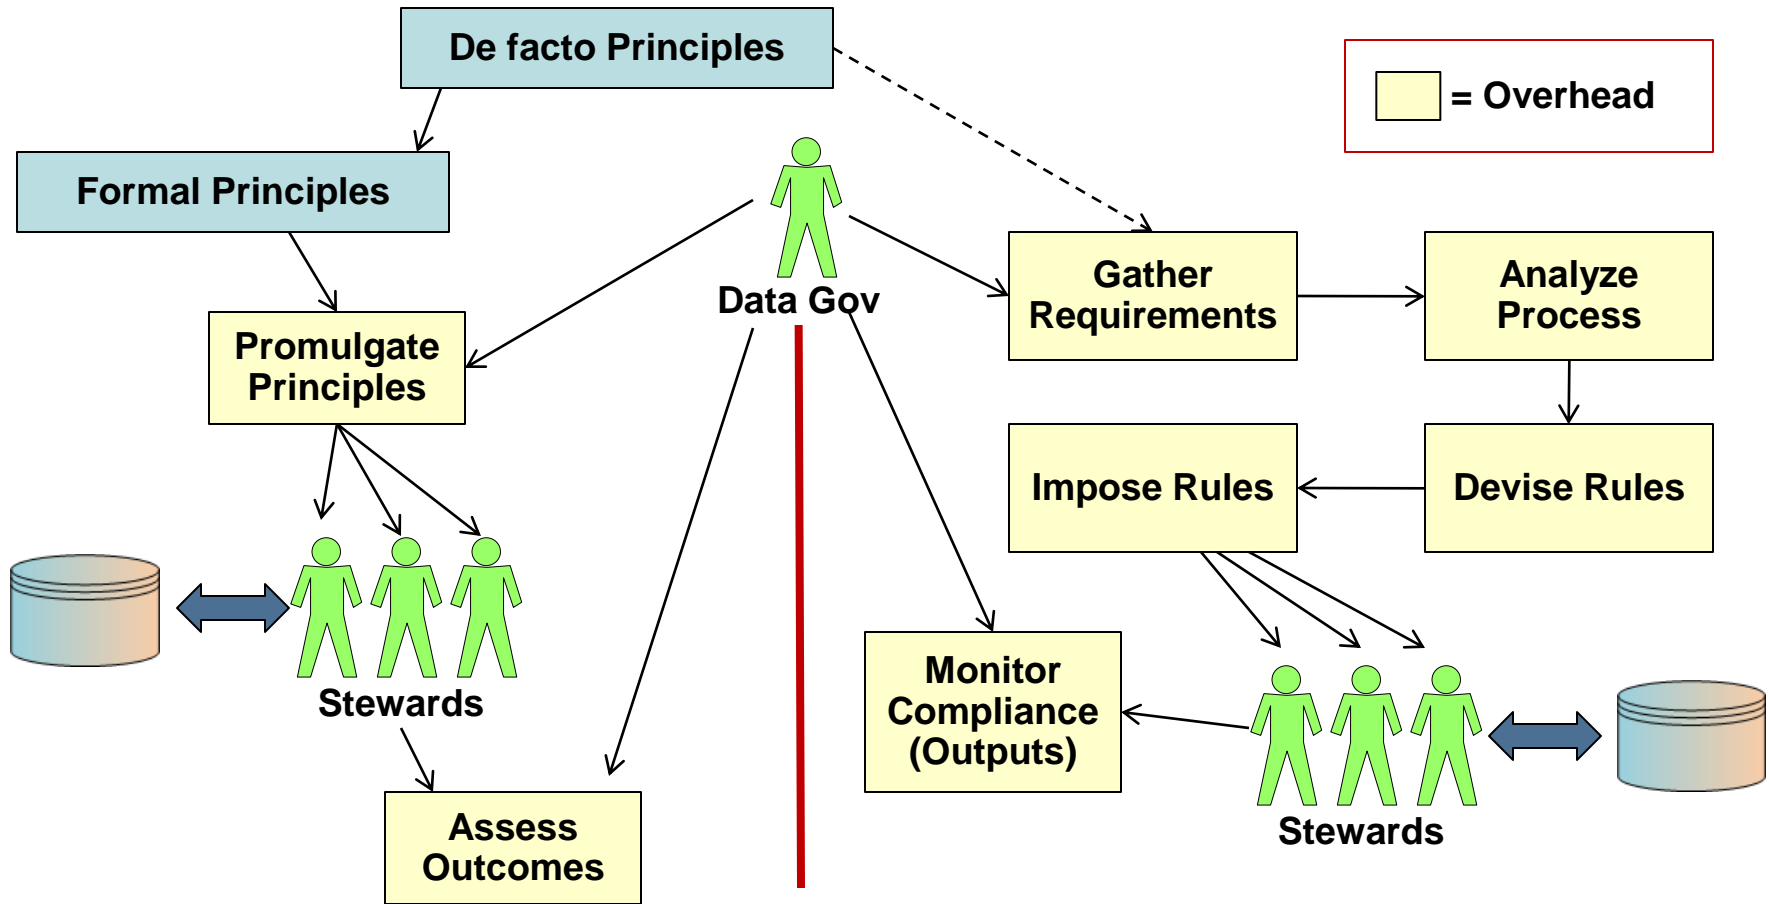 De facto Principles
= Overhead
Formal Principles
Data Gov
Gather
Requirements
Analyze
Process
Promulgate
Principles
Impose Rules
Devise Rules
Stewards
Monitor
Compliance
(Outputs)
Stewards
Assess
Outcomes